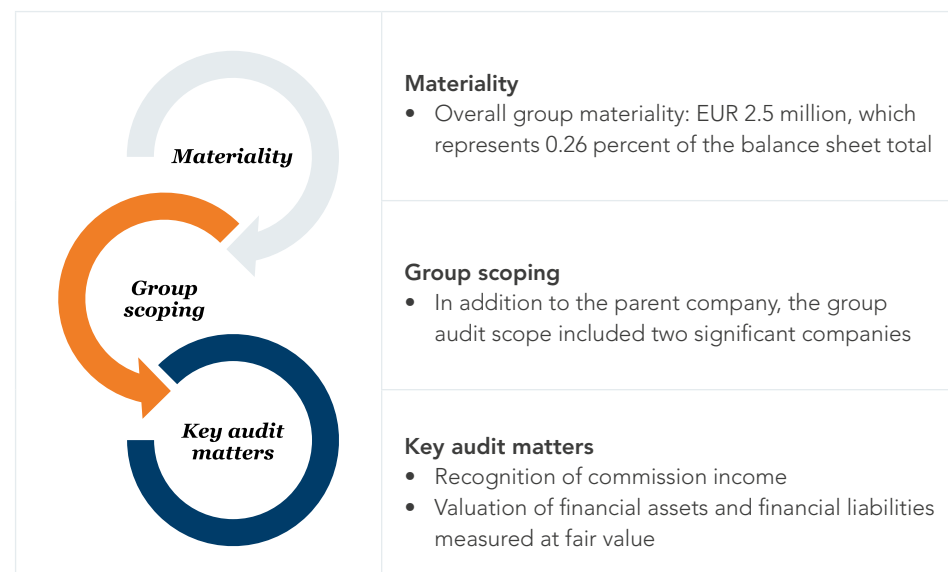 Materiality
Group
scoping
Key audit
matters
Materiality
• Overall group materiality: EUR 2.5 million, which
represents 0.26 percent of the balance sheet total
Group scoping
• In addition to the parent company, the group
audit scope included two significant companies
Key audit matters
• Recognition of commission income
• Valuation of financial assets and financial liabilities
measured at fair value